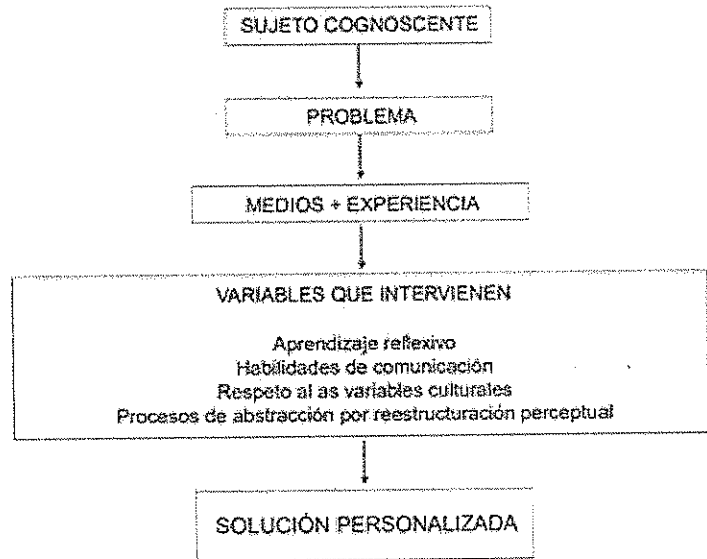 SUJETO COGNOSCENTE
PROBLEMA
MEDIOS + EXPERIENCIA
VARIABLES QUE INTERVIENEN
Aprendizaje reflexivo
Habilidades de comunicación
Respeto al as variables culturales
Procesos de abstracción por reestructuración perceptual
SOLUCIÓN PERSONALIZADA